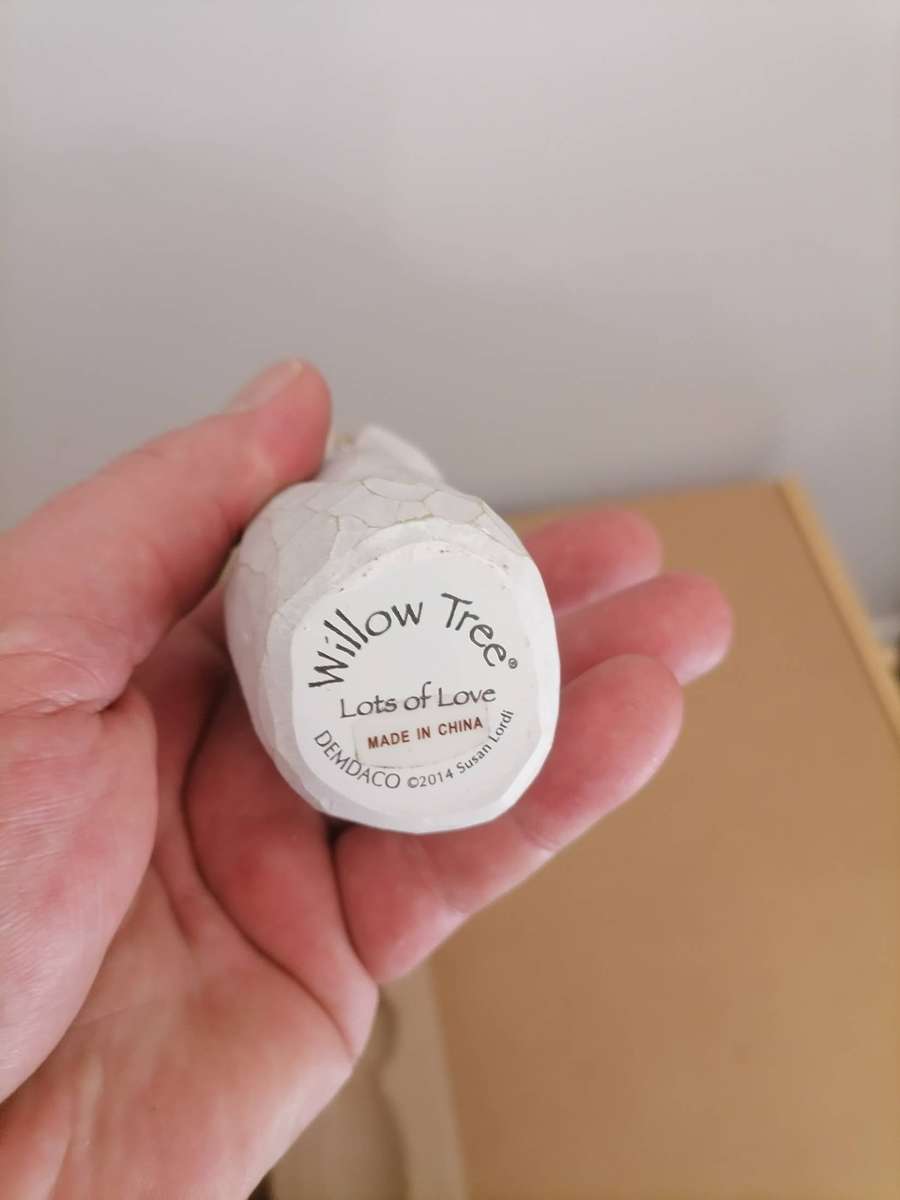 Willow Tree®
Lots of Love
MADE IN CHINA
DEMDACO ©2014 Susan Lordi